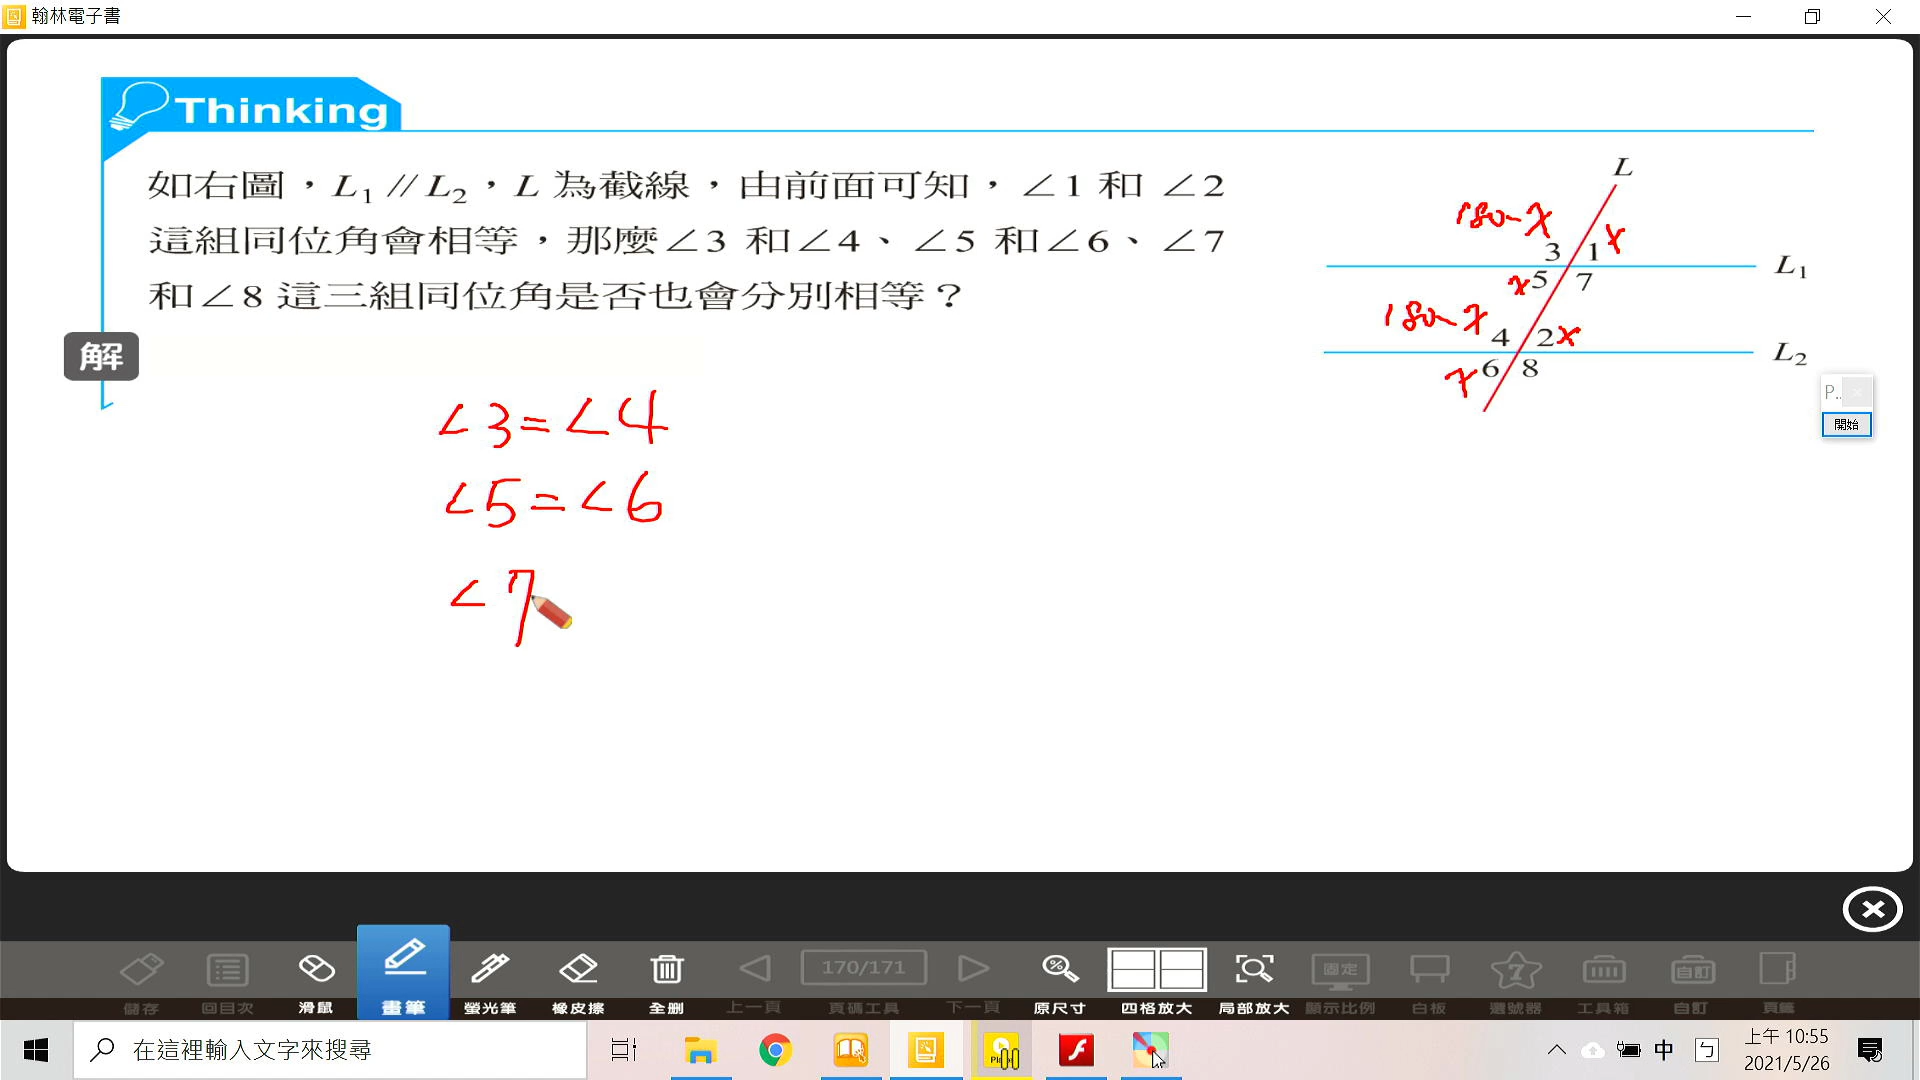 翰林電子書
Thinking
如右圖，L₁∥L₂，L 為截線，由前面可知，∠1 和 ∠2
這組同位角會相等，那麼∠3 和∠4、∠5 和∠6、∠7
和∠8 這三組同位角是否也會分別相等？
解
L
180-x
x
3 1
L₁
x 5 7
180-x
4 2 x
L₂
x 6 8
P..
開始
∠3=∠4
∠5=∠6
∠7
170/171
固定
自訂
儲存 回目次 滑鼠 畫筆 螢光筆 橡皮擦 全刪 上一頁 頁碼工具 下一頁 原尺寸 四格放大 局部放大 顯示比例 白板 選號器 工具箱 自訂 頁籤
在這裡輸入文字來搜尋
中
ㄅ
上午 10:55
2021/5/26